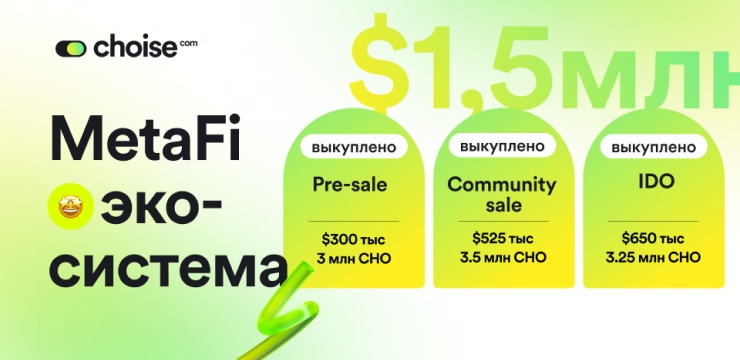 choise.com
$1,5млн
MetaFi
эко-
система
выкуплено
Pre-sale
$300 тыс
3 млн CHO
выкуплено
Community
sale
$525 тыс
3.5 млн CHO
выкуплено
IDO
$650 тыс
3.25 млн CHO